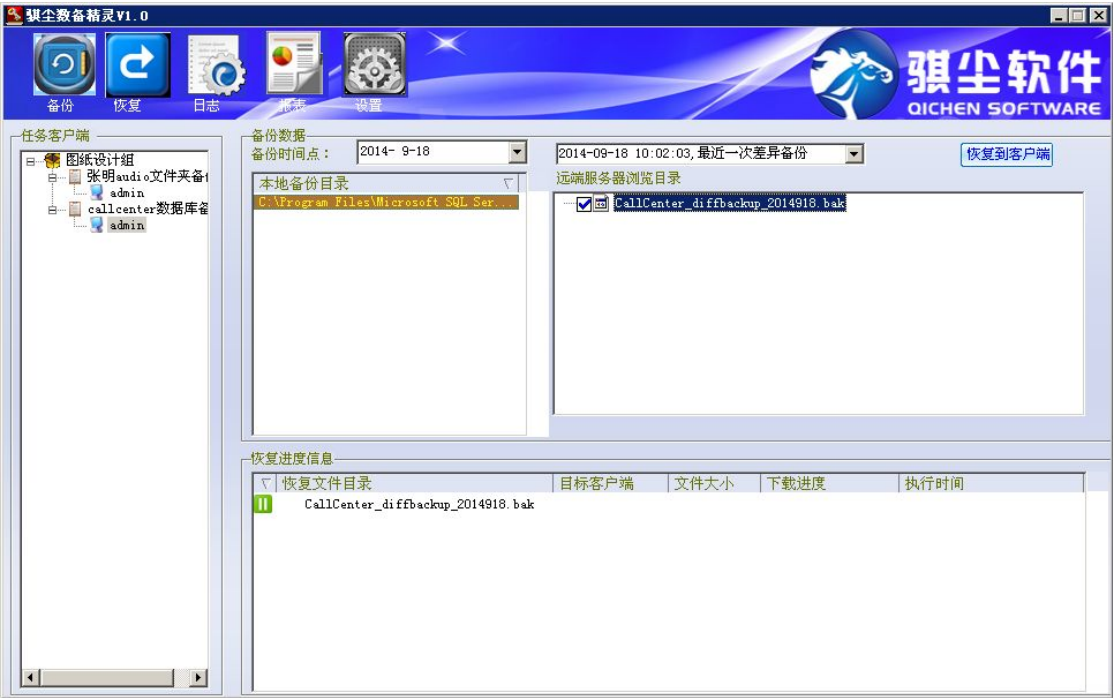 骐尘数备精灵V1.0
备份 恢复 日志 报表 设置
骐尘软件
QICHEN SOFTWARE
任务客户端
图纸设计组
张明audio文件夹备
admin
callcenter数据库备
admin
备份数据
备份时间点： 2014- 9-18
2014-09-18 10:02:03,最近一次差异备份
恢复到客户端
本地备份目录
C:\Program Files\Microsoft SQL Ser...
远端服务器浏览目录
CallCenter_diffbackup_2014918.bak
恢复进度信息
恢复文件目录 目标客户端 文件大小 下载进度 执行时间
CallCenter_diffbackup_2014918.bak